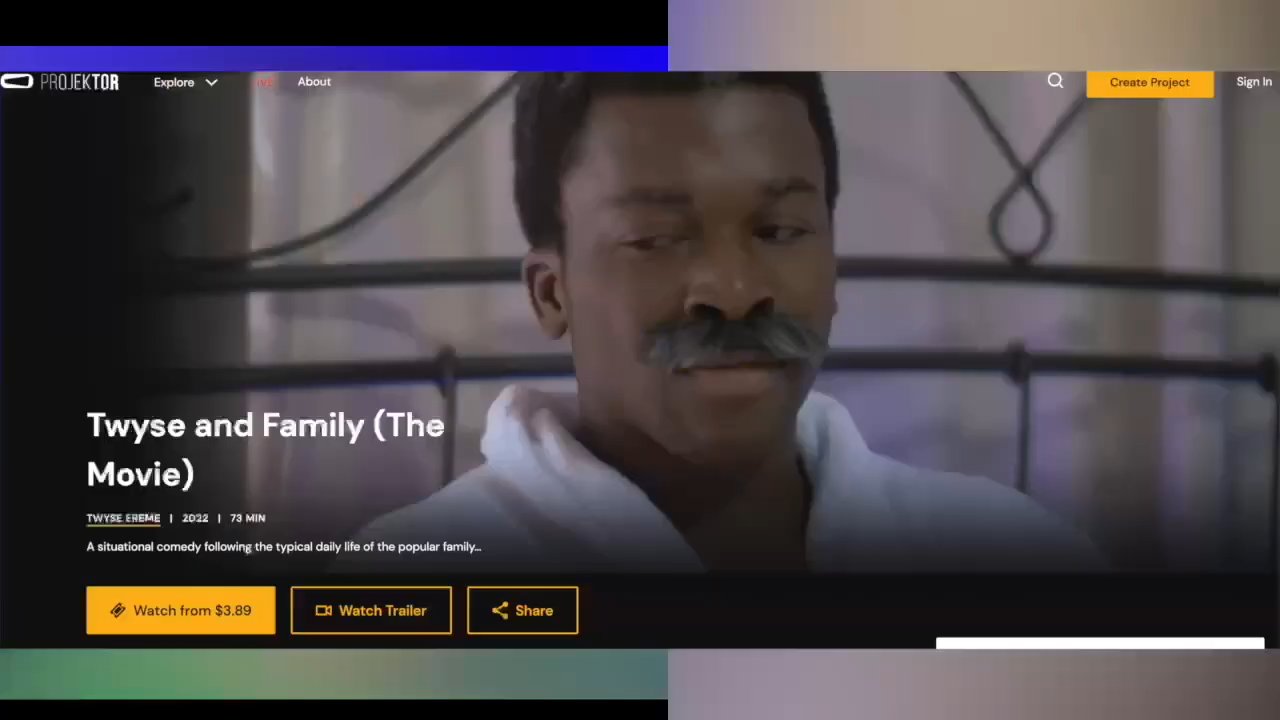 PROJEKTOR
Explore
About
Create Project
Sign In
Twyse and Family (The
Movie)
TWYSE EREME | 2022 | 73 MIN
A situational comedy following the typical daily life of the popular family...
Watch from $3.89
Watch Trailer
Share